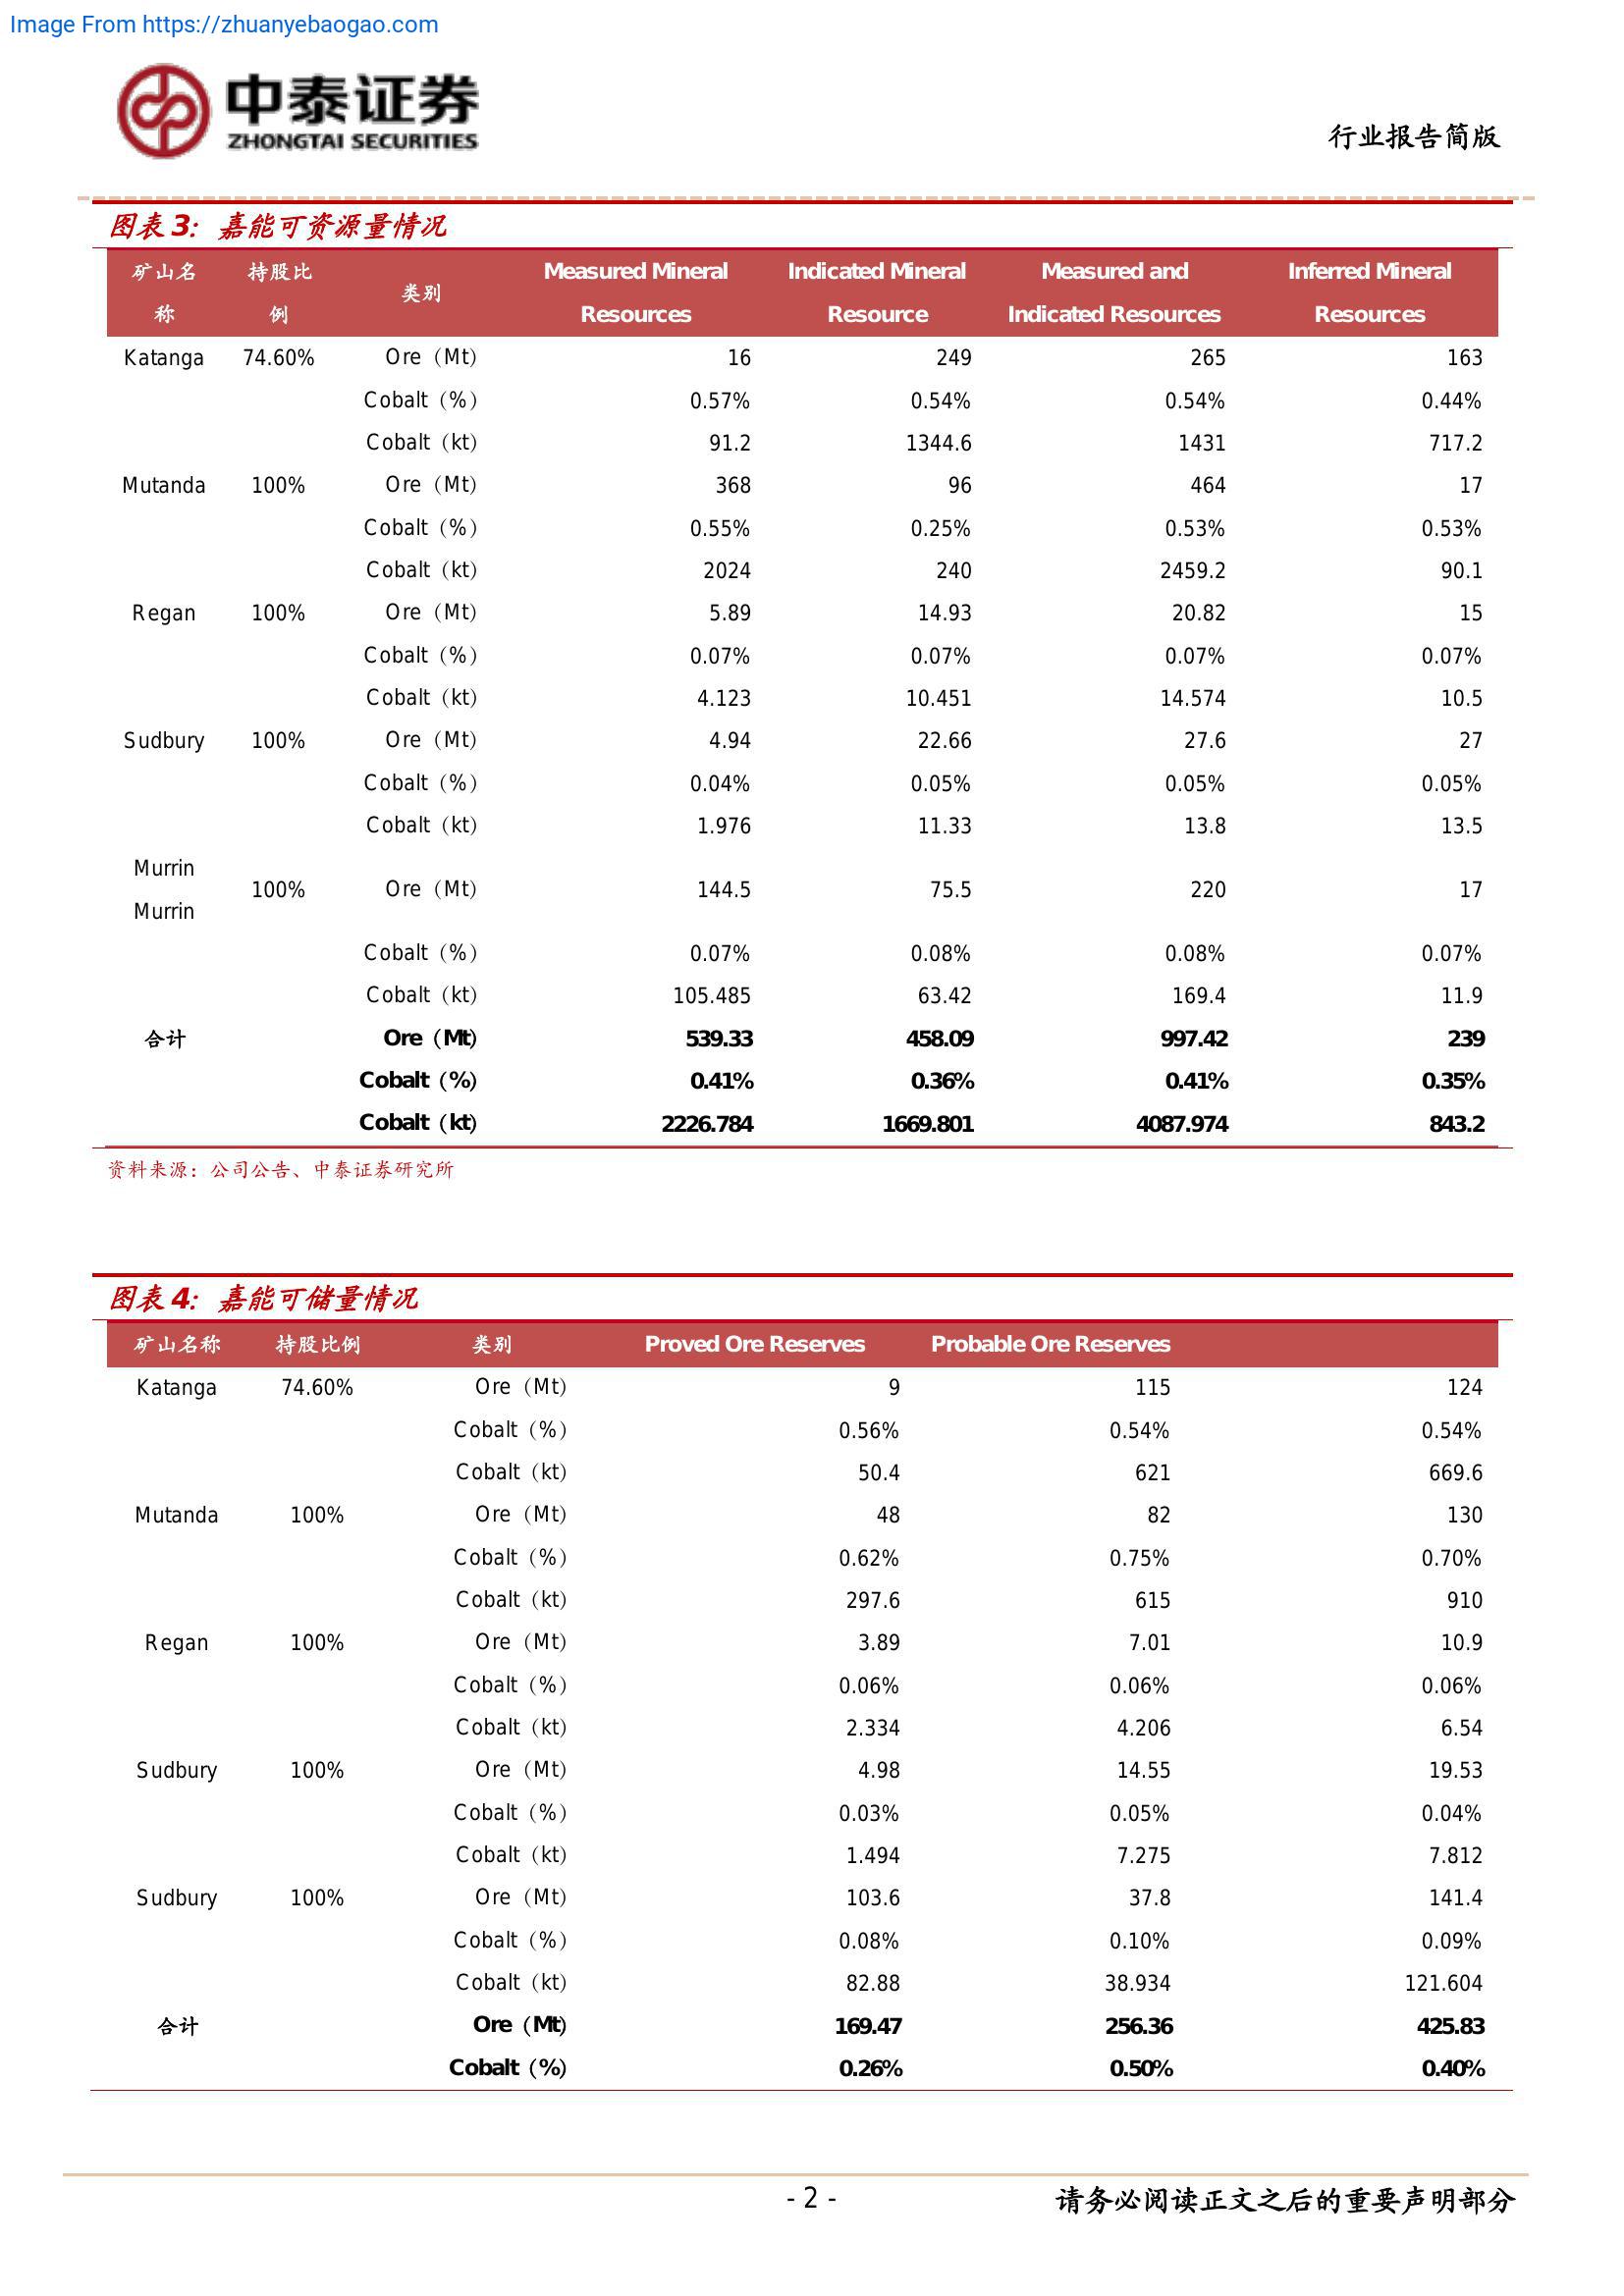 Image From https://zhuanyebaogao.com
中泰证券
ZHONGTAI SECURITIES
行业报告简版
图表 3：嘉能可资源量情况
矿山名称 持股比例 类别 Measured Mineral Resources Indicated Mineral Resource Measured and Indicated Resources Inferred Mineral Resources
Katanga 74.60% Ore（Mt） 16 249 265 163
Cobalt（%） 0.57% 0.54% 0.54% 0.44%
Cobalt（kt） 91.2 1344.6 1431 717.2
Mutanda 100% Ore（Mt） 368 96 464 17
Cobalt（%） 0.55% 0.25% 0.53% 0.53%
Cobalt（kt） 2024 240 2459.2 90.1
Regan 100% Ore（Mt） 5.89 14.93 20.82 15
Cobalt（%） 0.07% 0.07% 0.07% 0.07%
Cobalt（kt） 4.123 10.451 14.574 10.5
Sudbury 100% Ore（Mt） 4.94 22.66 27.6 27
Cobalt（%） 0.04% 0.05% 0.05% 0.05%
Cobalt（kt） 1.976 11.33 13.8 13.5
Murrin Murrin 100% Ore（Mt） 144.5 75.5 220 17
Cobalt（%） 0.07% 0.08% 0.08% 0.07%
Cobalt（kt） 105.485 63.42 169.4 11.9
合计 Ore（Mt） 539.33 458.09 997.42 239
Cobalt（%） 0.41% 0.36% 0.41% 0.35%
Cobalt（kt） 2226.784 1669.801 4087.974 843.2
资料来源：公司公告、中泰证券研究所
图表 4：嘉能可储量情况
矿山名称 持股比例 类别 Proved Ore Reserves Probable Ore Reserves
Katanga 74.60% Ore（Mt） 9 115 124
Cobalt（%） 0.56% 0.54% 0.54%
Cobalt（kt） 50.4 621 669.6
Mutanda 100% Ore（Mt） 48 82 130
Cobalt（%） 0.62% 0.75% 0.70%
Cobalt（kt） 297.6 615 910
Regan 100% Ore（Mt） 3.89 7.01 10.9
Cobalt（%） 0.06% 0.06% 0.06%
Cobalt（kt） 2.334 4.206 6.54
Sudbury 100% Ore（Mt） 4.98 14.55 19.53
Cobalt（%） 0.03% 0.05% 0.04%
Cobalt（kt） 1.494 7.275 7.812
Sudbury 100% Ore（Mt） 103.6 37.8 141.4
Cobalt（%） 0.08% 0.10% 0.09%
Cobalt（kt） 82.88 38.934 121.604
合计 Ore（Mt） 169.47 256.36 425.83
Cobalt（%） 0.26% 0.50% 0.40%
- 2 -
请务必阅读正文之后的重要声明部分